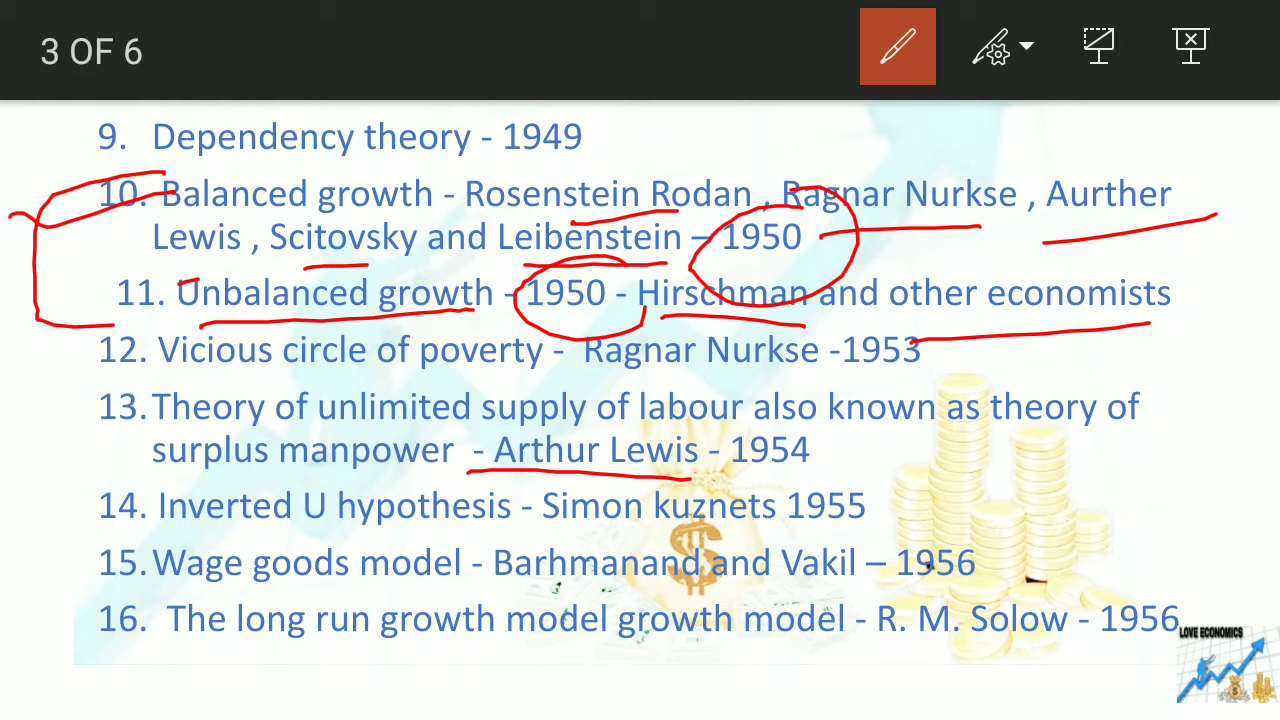 3 OF 6
9. Dependency theory - 1949
10. Balanced growth - Rosenstein Rodan , Ragnar Nurkse , Aurther
Lewis , Scitovsky and Leibenstein – 1950
11. Unbalanced growth - 1950 - Hirschman and other economists
12. Vicious circle of poverty - Ragnar Nurkse -1953
13. Theory of unlimited supply of labour also known as theory of
surplus manpower - Arthur Lewis - 1954
14. Inverted U hypothesis - Simon kuznets 1955
15. Wage goods model - Barhmanand and Vakil – 1956
16. The long run growth model growth model - R. M. Solow - 1956
LOVE ECONOMICS